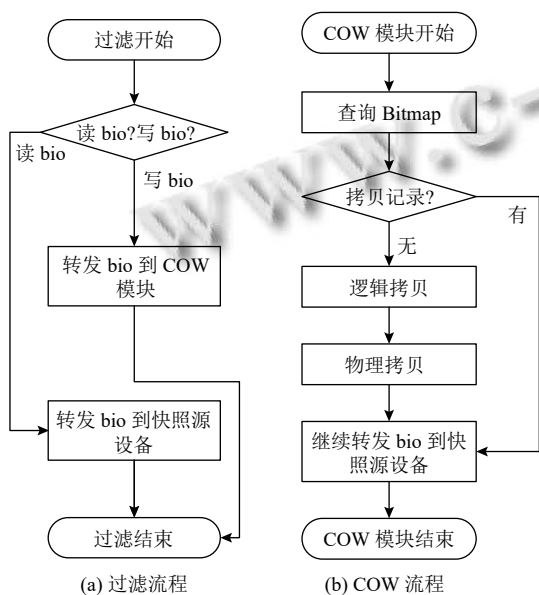 过滤开始
读 bio?写 bio?
读 bio
写 bio
转发 bio 到 COW
模块
转发 bio 到快照源
设备
过滤结束
(a) 过滤流程
COW 模块开始
查询 Bitmap
拷贝记录?
有
无
逻辑拷贝
物理拷贝
继续转发 bio 到快
照源设备
COW 模块结束
(b) COW 流程
www.c-